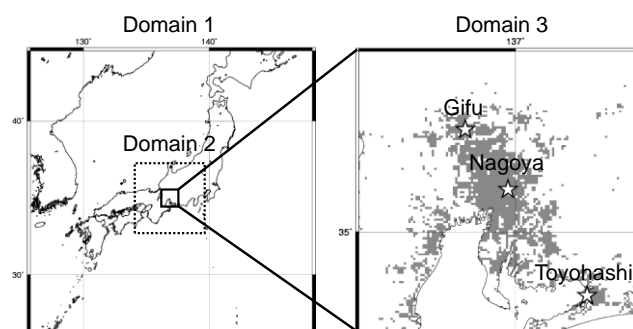 Domain 1
Domain 3
130°
140°
137°
40°
Gifu
Domain 2
Nagoya
35°
Toyohashi
30°